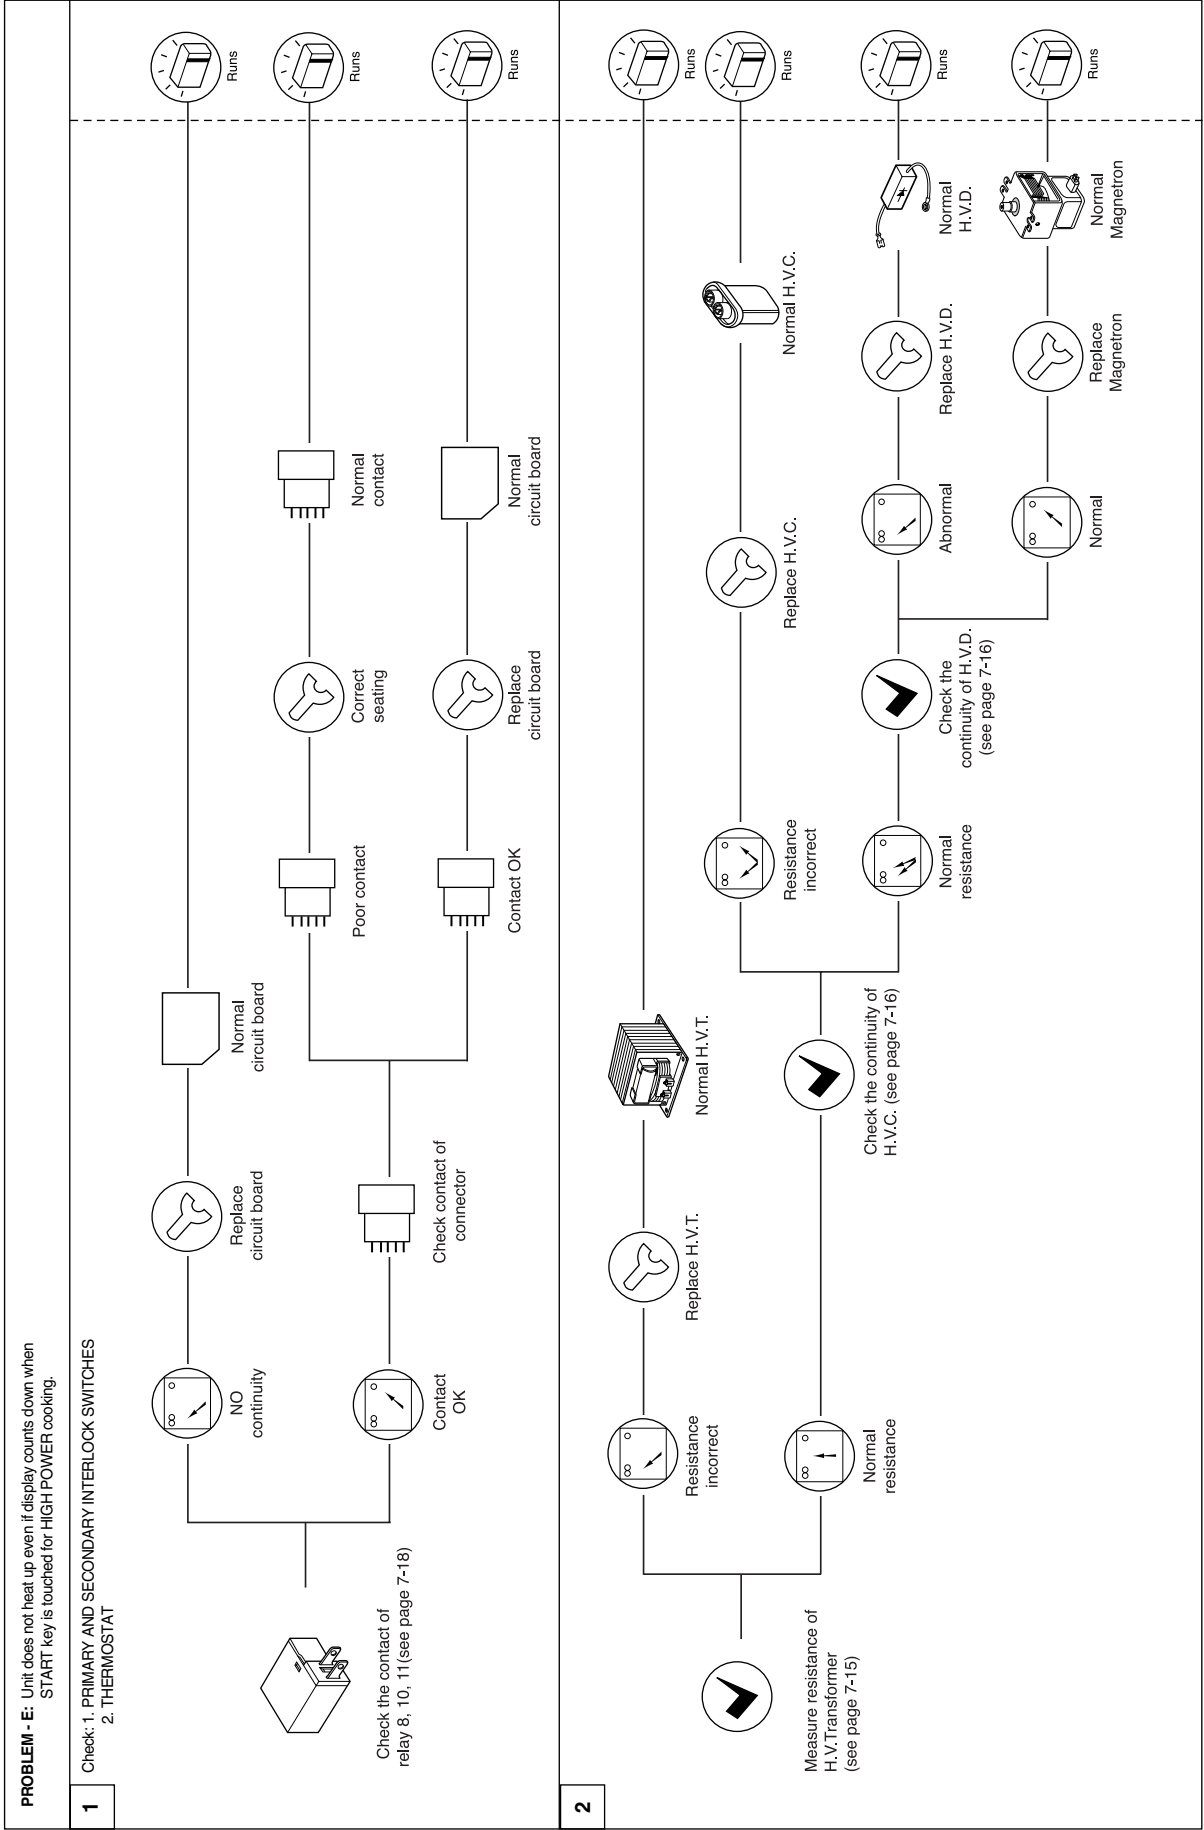 PROBLEM - E: Unit does not heat up even if display counts down when
START key is touched for HIGH POWER cooking.
1
Check: 1. PRIMARY AND SECONDARY INTERLOCK SWITCHES
2. THERMOSTAT
Check the contact of
relay 8, 10, 11(see page 7-18)
NO
continuity
Replace
circuit board
Normal
circuit board
Runs
Contact
OK
Check contact of
connector
Poor contact
Correct
seating
Normal
contact
Runs
Contact OK
Replace
circuit board
Normal
circuit board
Runs
2
Measure resistance of
H.V.Transformer
(see page 7-15)
Resistance
incorrect
Replace H.V.T.
Normal H.V.T.
Runs
Normal
resistance
Check the continuity of
H.V.C. (see page 7-16)
Resistance
incorrect
Replace H.V.C.
Normal H.V.C.
Runs
Normal
resistance
Check the
continuity of H.V.D.
(see page 7-16)
Abnormal
Replace H.V.D.
Normal
H.V.D.
Runs
Normal
Replace
Magnetron
Normal
Magnetron
Runs